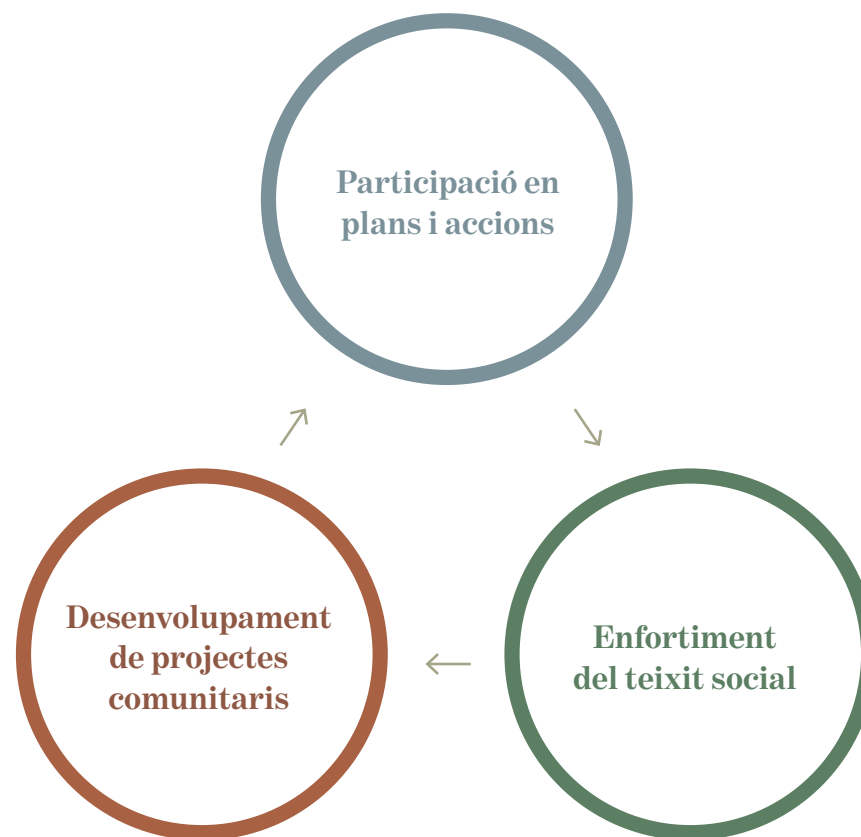 Participació en
plans i accions
Desenvolupament
de projectes
comunitaris
Enfortiment
del teixit social